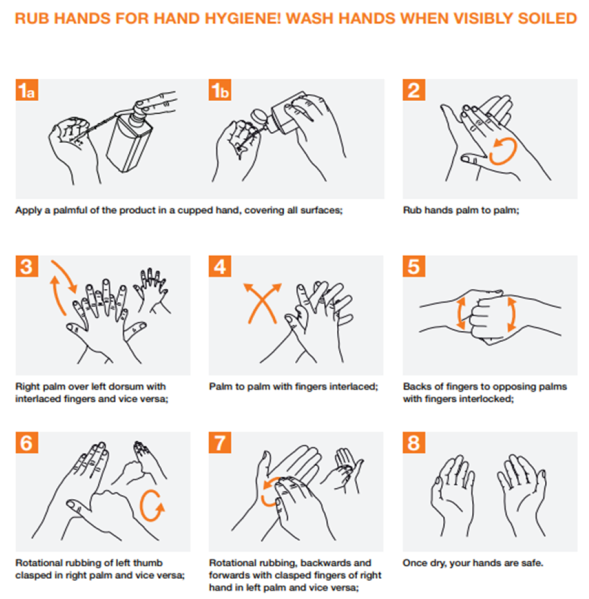 RUB HANDS FOR HAND HYGIENE! WASH HANDS WHEN VISIBLY SOILED
1a
1b
2
Apply a palmful of the product in a cupped hand, covering all surfaces;
Rub hands palm to palm;
3
4
5
Right palm over left dorsum with
interlaced fingers and vice versa;
Palm to palm with fingers interlaced;
Backs of fingers to opposing palms
with fingers interlocked;
6
7
8
Rotational rubbing of left thumb
clasped in right palm and vice versa;
Rotational rubbing, backwards and
forwards with clasped fingers of right
hand in left palm and vice versa;
Once dry, your hands are safe.